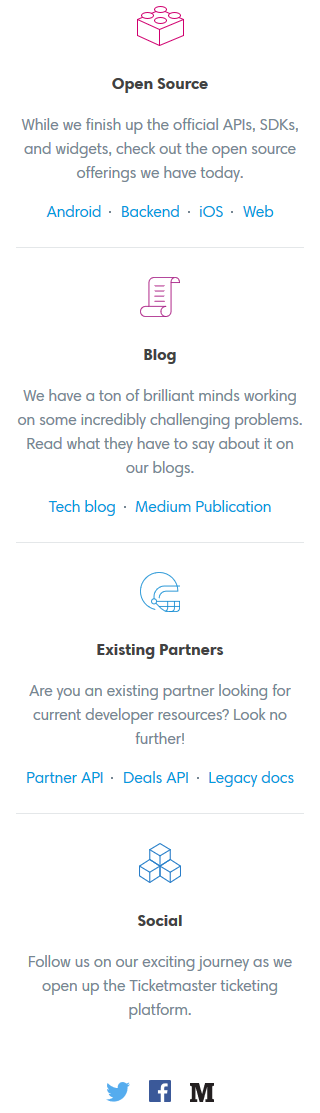 Open Source
While we finish up the official APIs, SDKs,
and widgets, check out the open source
offerings we have today.
Android · Backend · iOS · Web
Blog
We have a ton of brilliant minds working
on some incredibly challenging problems.
Read what they have to say about it on
our blogs.
Tech blog · Medium Publication
Existing Partners
Are you an existing partner looking for
current developer resources? Look no
further!
Partner API · Deals API · Legacy docs
Social
Follow us on our exciting journey as we
open up the Ticketmaster ticketing
platform.